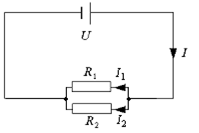 U
I
R₁ I₁
R₂ I₂